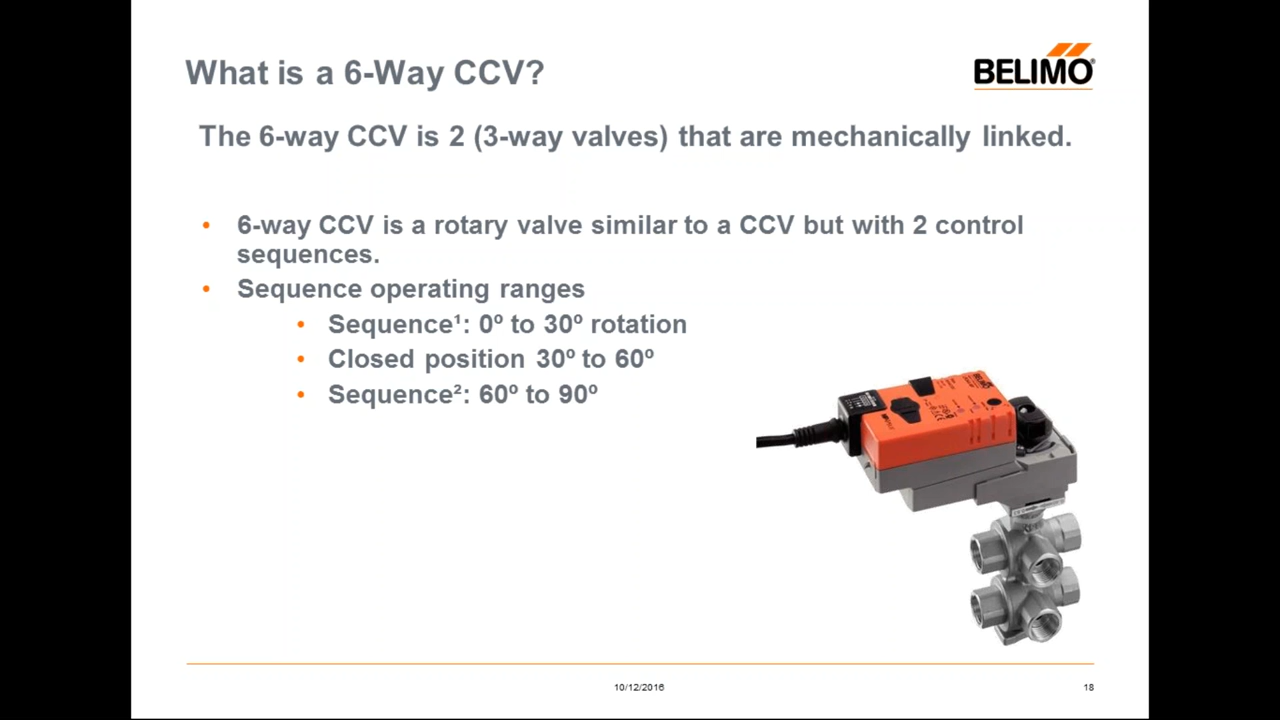 What is a 6-Way CCV?
BELIMO®
The 6-way CCV is 2 (3-way valves) that are mechanically linked.
• 6-way CCV is a rotary valve similar to a CCV but with 2 control
sequences.
• Sequence operating ranges
• Sequence¹: 0º to 30º rotation
• Closed position 30º to 60º
• Sequence²: 60º to 90º
BELIMO
10/12/2016
18